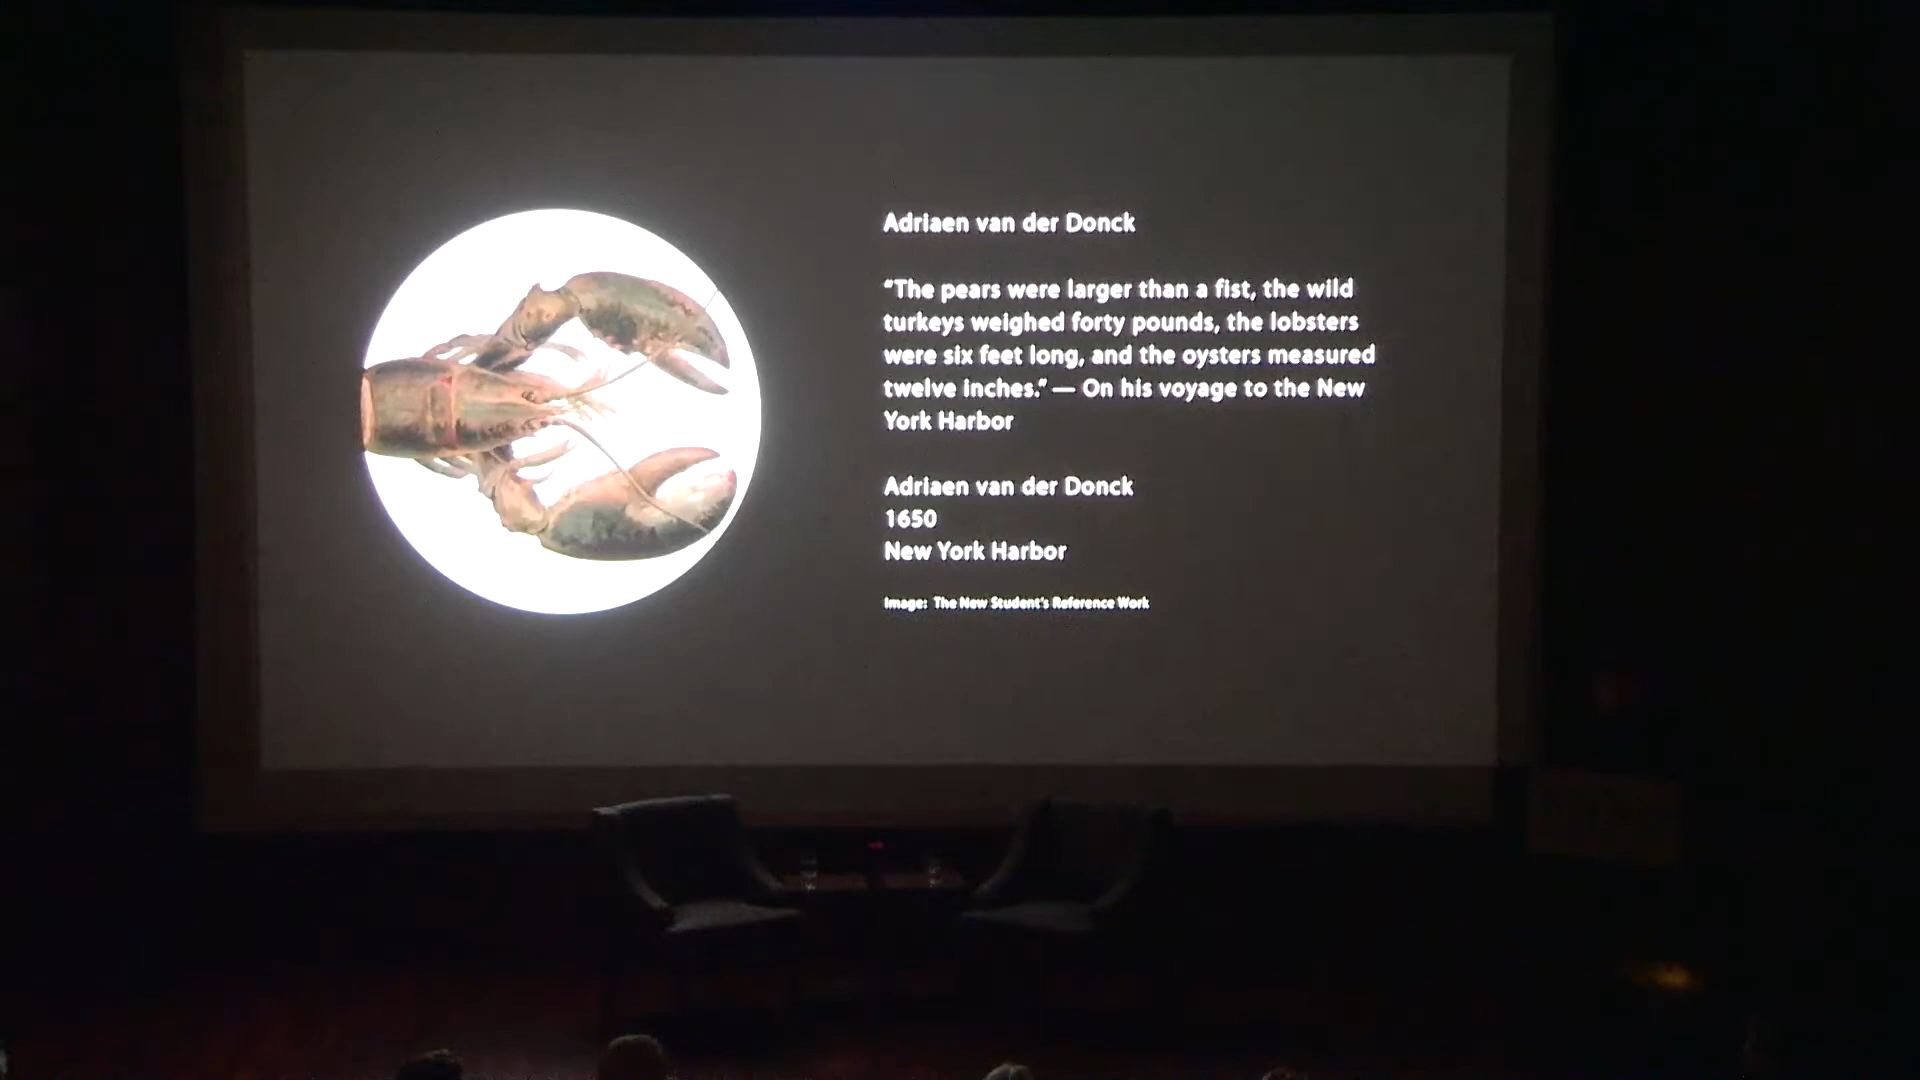 Adriaen van der Donck
“The pears were larger than a fist, the wild
turkeys weighed forty pounds, the lobsters
were six feet long, and the oysters measured
twelve inches.” — On his voyage to the New
York Harbor
Adriaen van der Donck
1650
New York Harbor
Image: The New Student's Reference Work